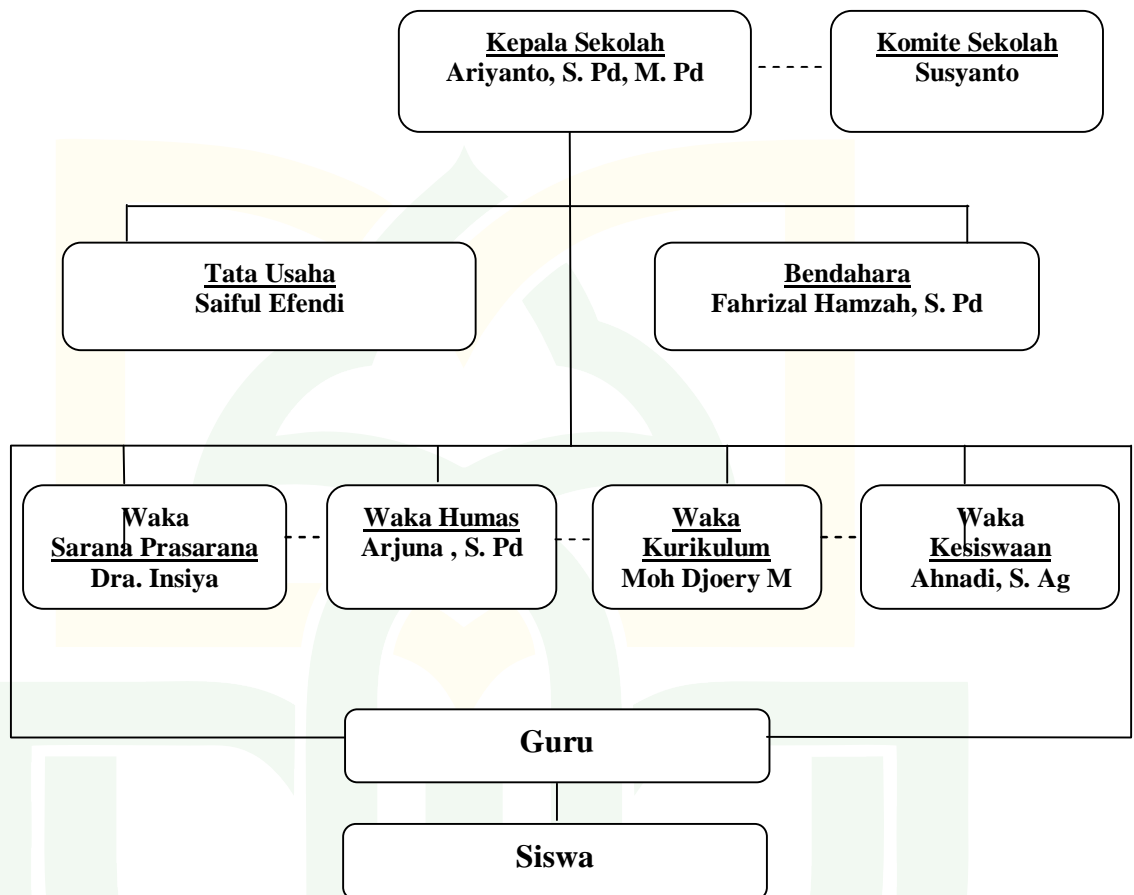 Kepala Sekolah
Ariyanto, S. Pd, M. Pd
Komite Sekolah
Susyanto
Tata Usaha
Saiful Efendi
Bendahara
Fahrizal Hamzah, S. Pd
Waka
Sarana Prasarana
Dra. Insiya
Waka Humas
Arjuna , S. Pd
Waka
Kurikulum
Moh Djoery M
Waka
Kesiswaan
Ahnadi, S. Ag
Guru
Siswa